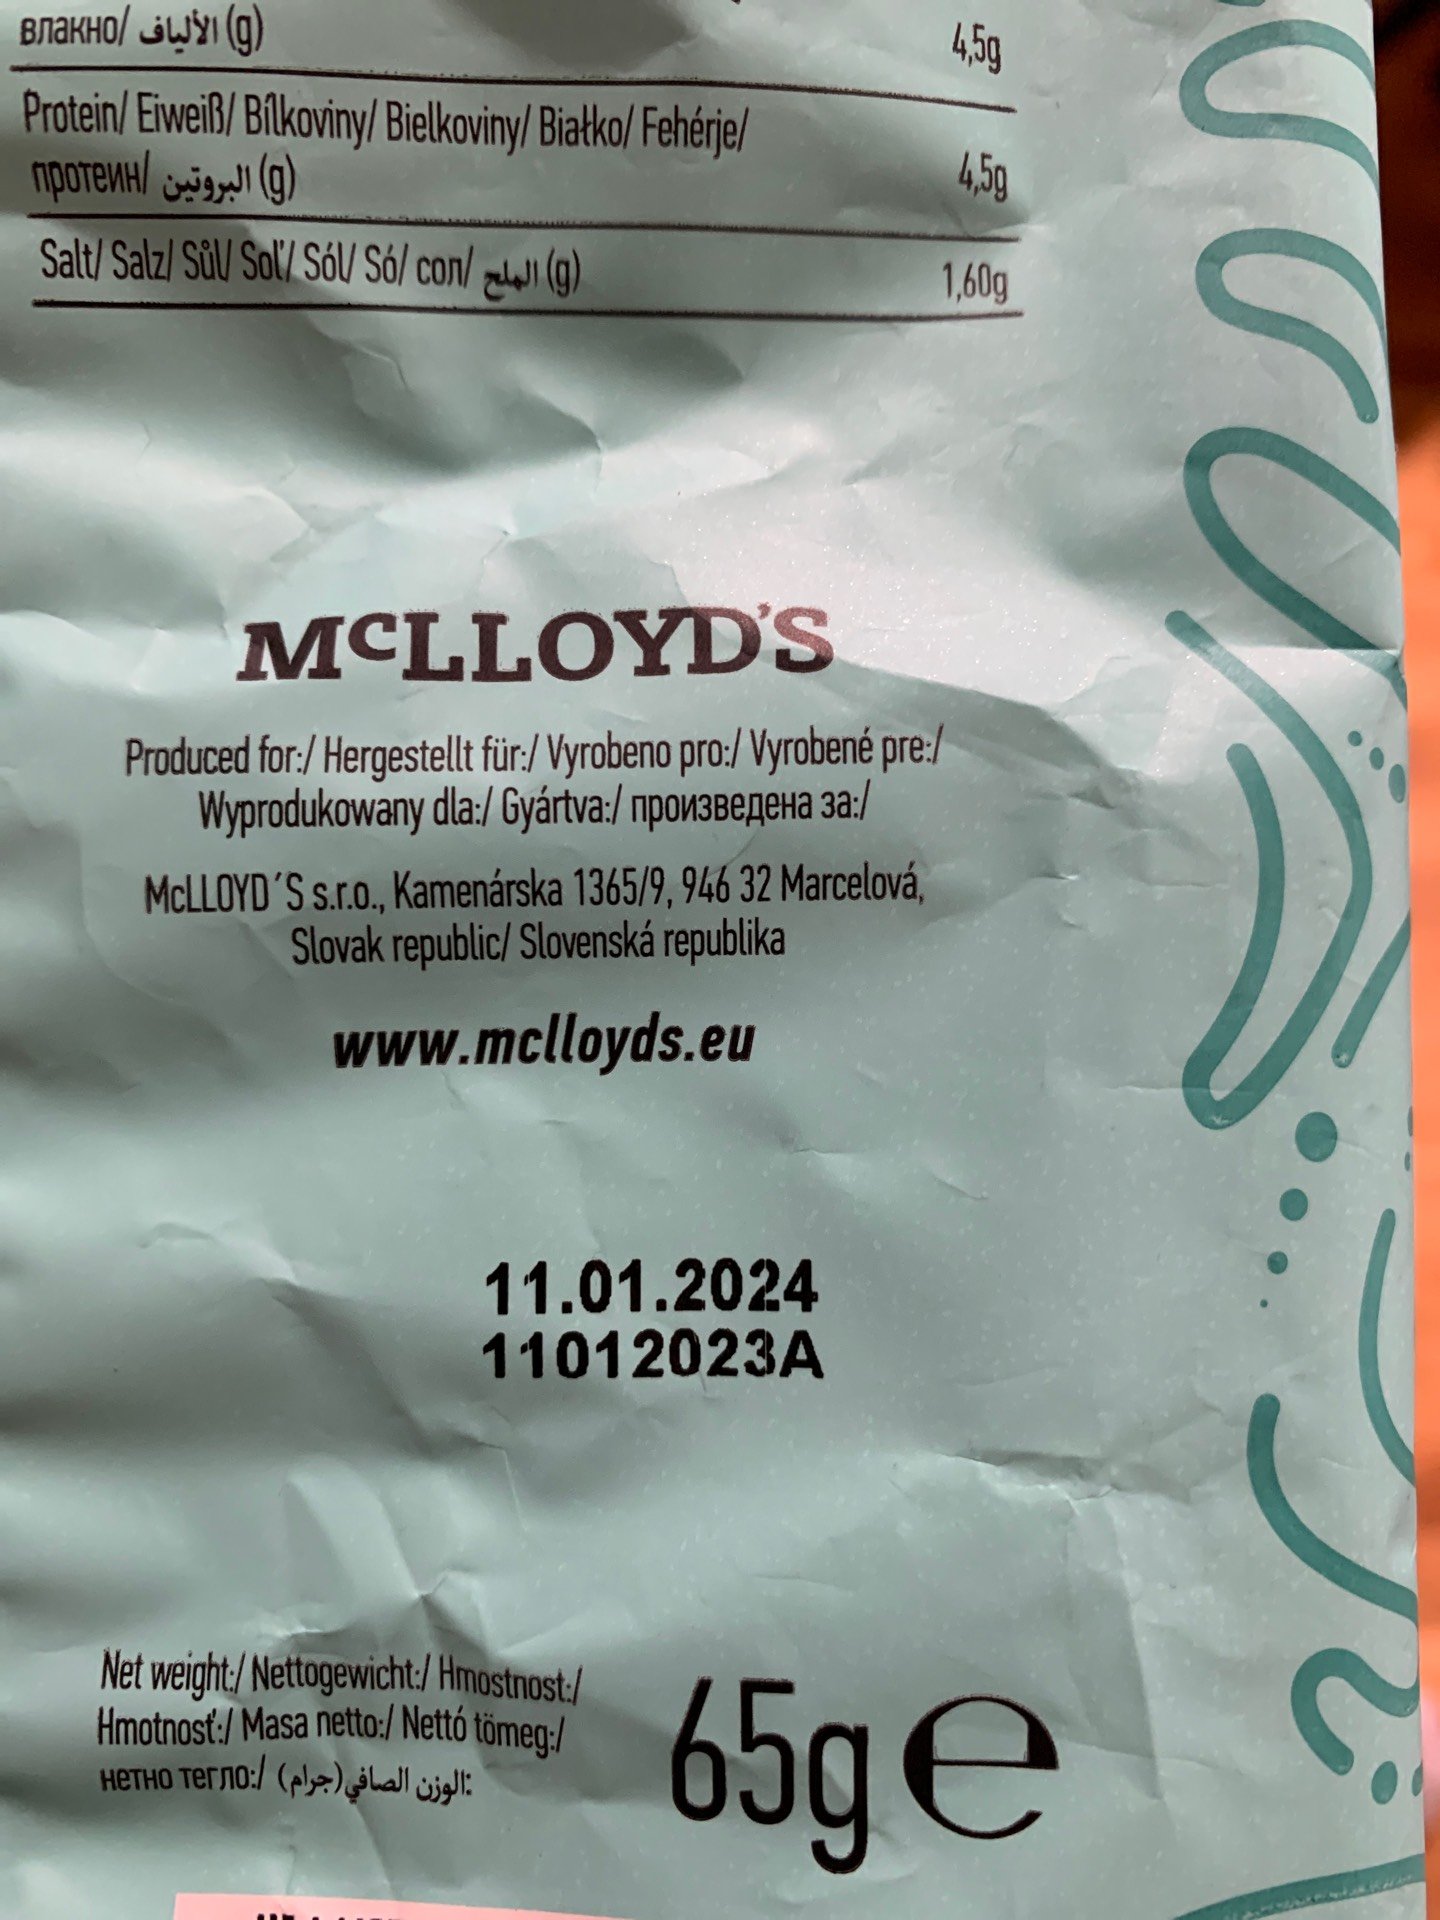 влакно/ الألياف (g)
4,5g
Protein/ Eiweiß/ Bílkoviny/ Bielkoviny/ Białko/ Fehérje/
протеин/ البروتين (g)
4,5g
Salt/ Salz/ Sůl/ Soľ/ Sól/ Só/ сол/ الملح (g)
1,60g
McLLOYD'S
Produced for:/ Hergestellt für:/ Vyrobeno pro:/ Vyrobené pre:/
Wyprodukowany dla:/ Gyártva:/ произведена за:/
McLLOYD´S s.r.o., Kamenárska 1365/9, 946 32 Marcelová,
Slovak republic/ Slovenská republika
www.mclloyds.eu
11.01.2024
11012023A
Net weight:/ Nettogewicht:/ Hmostnost:/
Hmotnosť:/ Masa netto:/ Nettó tömeg:/
нетно тегло:/ الوزن الصافي(جرام):
65g e